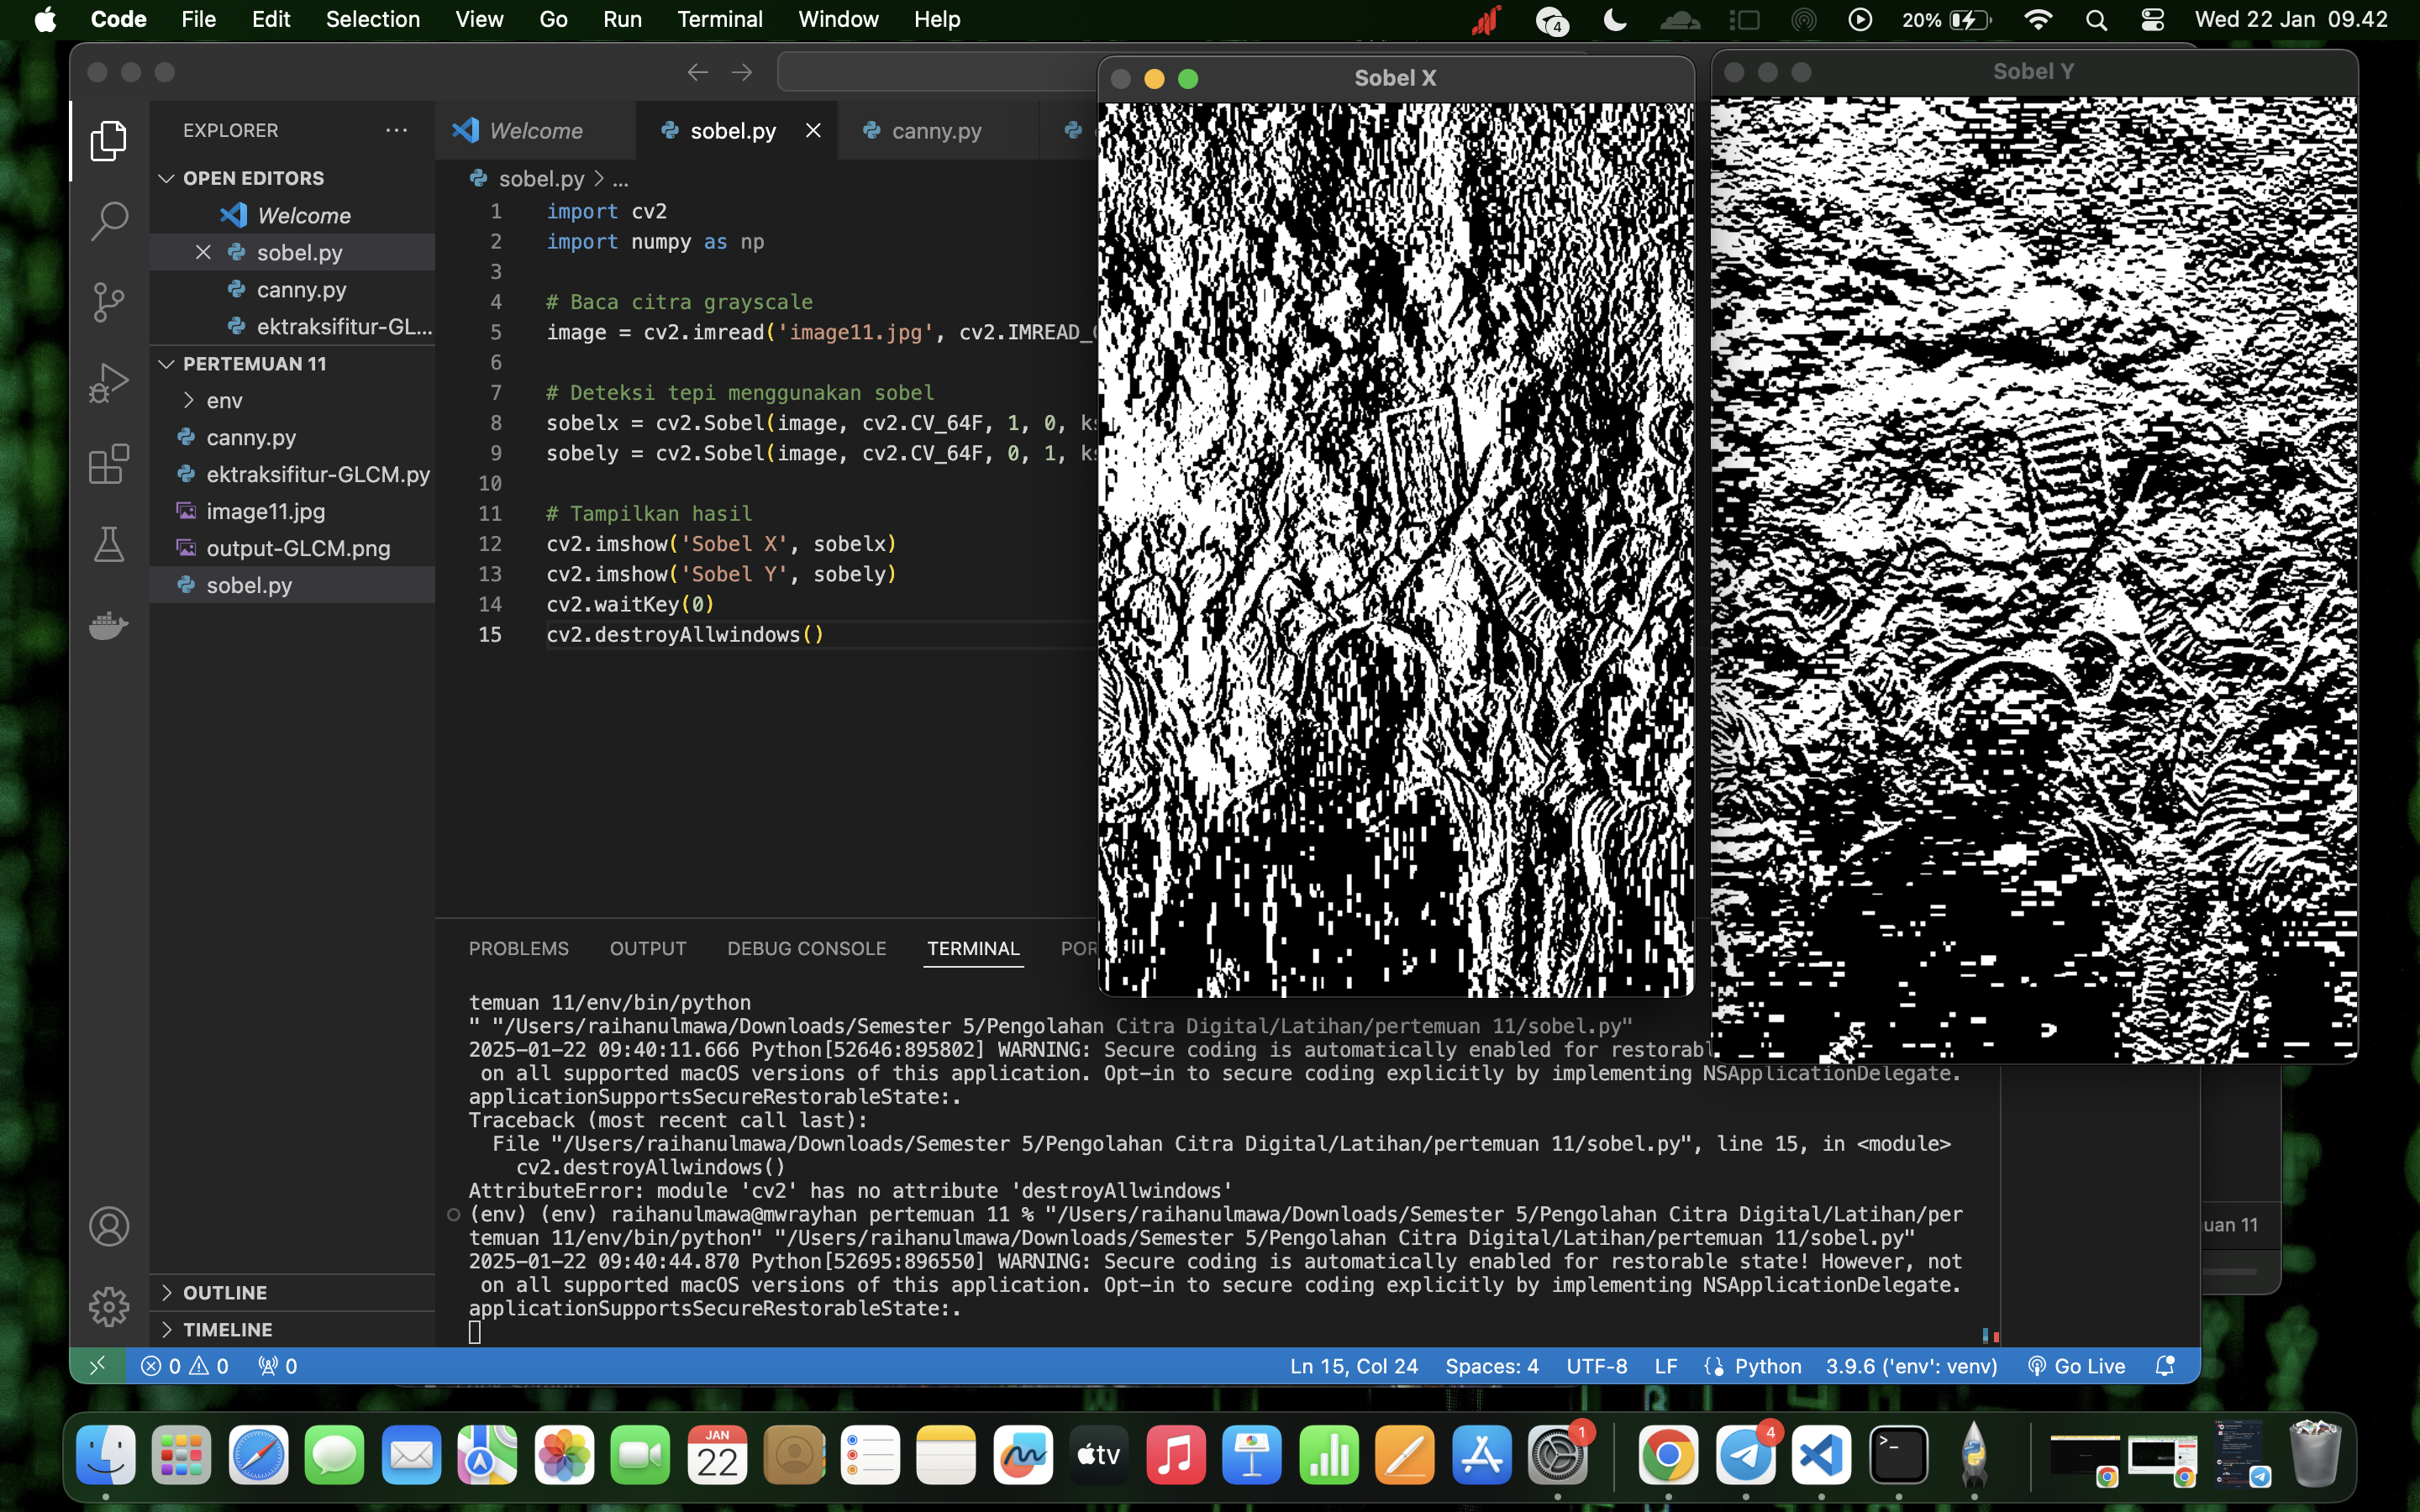 Code File Edit Selection View Go Run Terminal Window Help 4 20% Wed 22 Jan 09.42
EXPLORER
OPEN EDITORS
Welcome
sobel.py
canny.py
ektraksifitur-GL...
PERTEMUAN 11
env
canny.py
ektraksifitur-GLCM.py
image11.jpg
output-GLCM.png
sobel.py
OUTLINE
TIMELINE
Welcome sobel.py canny.py
sobel.py > ...
1 import cv2
2 import numpy as np
3
4 # Baca citra grayscale
5 image = cv2.imread('image11.jpg', cv2.IMREAD_
6
7 # Deteksi tepi menggunakan sobel
8 sobelx = cv2.Sobel(image, cv2.CV_64F, 1, 0, k
9 sobely = cv2.Sobel(image, cv2.CV_64F, 0, 1, k
10
11 # Tampilkan hasil
12 cv2.imshow('Sobel X', sobelx)
13 cv2.imshow('Sobel Y', sobely)
14 cv2.waitKey(0)
15 cv2.destroyAllwindows()
Sobel X
Sobel Y
PROBLEMS OUTPUT DEBUG CONSOLE TERMINAL POR
temuan 11/env/bin/python
" "/Users/raihanulmawa/Downloads/Semester 5/Pengolahan Citra Digital/Latihan/pertemuan 11/sobel.py"
2025-01-22 09:40:11.666 Python[52646:895802] WARNING: Secure coding is automatically enabled for restorabl
on all supported macOS versions of this application. Opt-in to secure coding explicitly by implementing NSApplicationDelegate.
applicationSupportsSecureRestorableState:.
Traceback (most recent call last):
File "/Users/raihanulmawa/Downloads/Semester 5/Pengolahan Citra Digital/Latihan/pertemuan 11/sobel.py", line 15, in <module>
cv2.destroyAllwindows()
AttributeError: module 'cv2' has no attribute 'destroyAllwindows'
(env) (env) raihanulmawa@mwrayhan pertemuan 11 % "/Users/raihanulmawa/Downloads/Semester 5/Pengolahan Citra Digital/Latihan/per
temuan 11/env/bin/python" "/Users/raihanulmawa/Downloads/Semester 5/Pengolahan Citra Digital/Latihan/pertemuan 11/sobel.py"
2025-01-22 09:40:44.870 Python[52695:896550] WARNING: Secure coding is automatically enabled for restorable state! However, not
on all supported macOS versions of this application. Opt-in to secure coding explicitly by implementing NSApplicationDelegate.
applicationSupportsSecureRestorableState:.
uan 11
0 0 0 Ln 15, Col 24 Spaces: 4 UTF-8 LF Python 3.9.6 ('env': venv) Go Live
JAN
22
tv
1
4